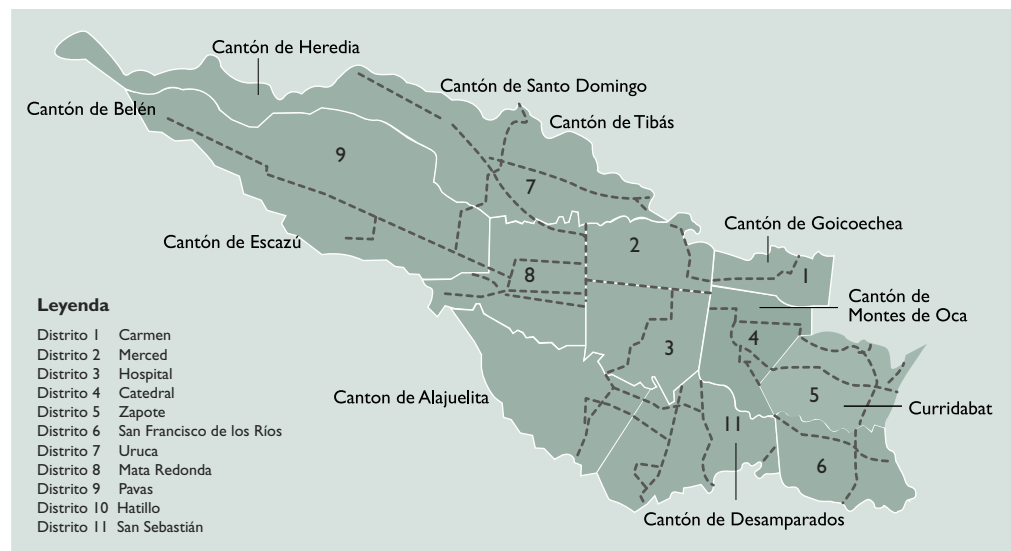 Cantón de Heredia
Cantón de Santo Domingo
Cantón de Belén
Cantón de Tibás
9
7
Cantón de Goicoechea
Cantón de Escazú
2
8
1
Leyenda
Cantón de
Montes de Oca
Distrito 1 Carmen
Distrito 2 Merced
Distrito 3 Hospital
Distrito 4 Catedral
Distrito 5 Zapote
Distrito 6 San Francisco de los Ríos
Distrito 7 Uruca
Distrito 8 Mata Redonda
Distrito 9 Pavas
Distrito 10 Hatillo
Distrito 11 San Sebastián
4
3
Canton de Alajuelita
5
Curridabat
11
6
Cantón de Desamparados